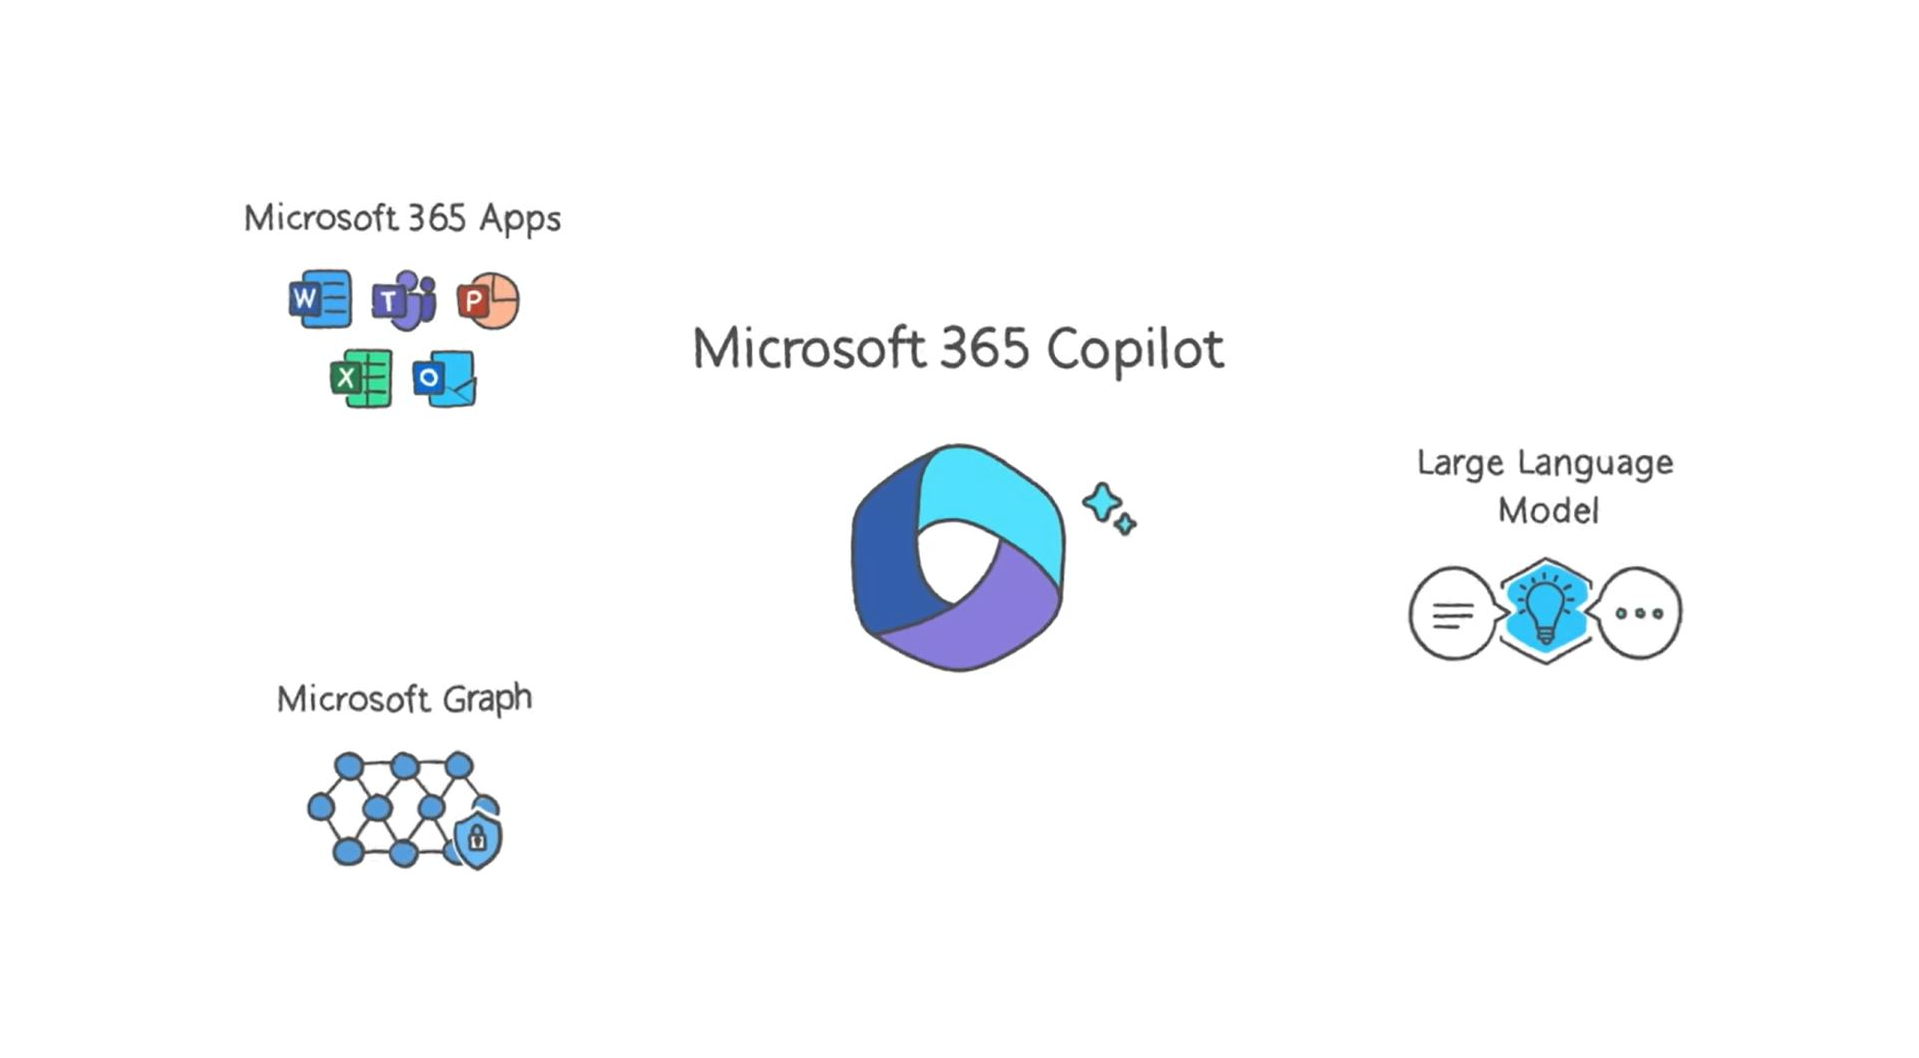 Microsoft 365 Apps
W
T
P
X
O
Microsoft 365 Copilot
Large Language
Model
Microsoft Graph